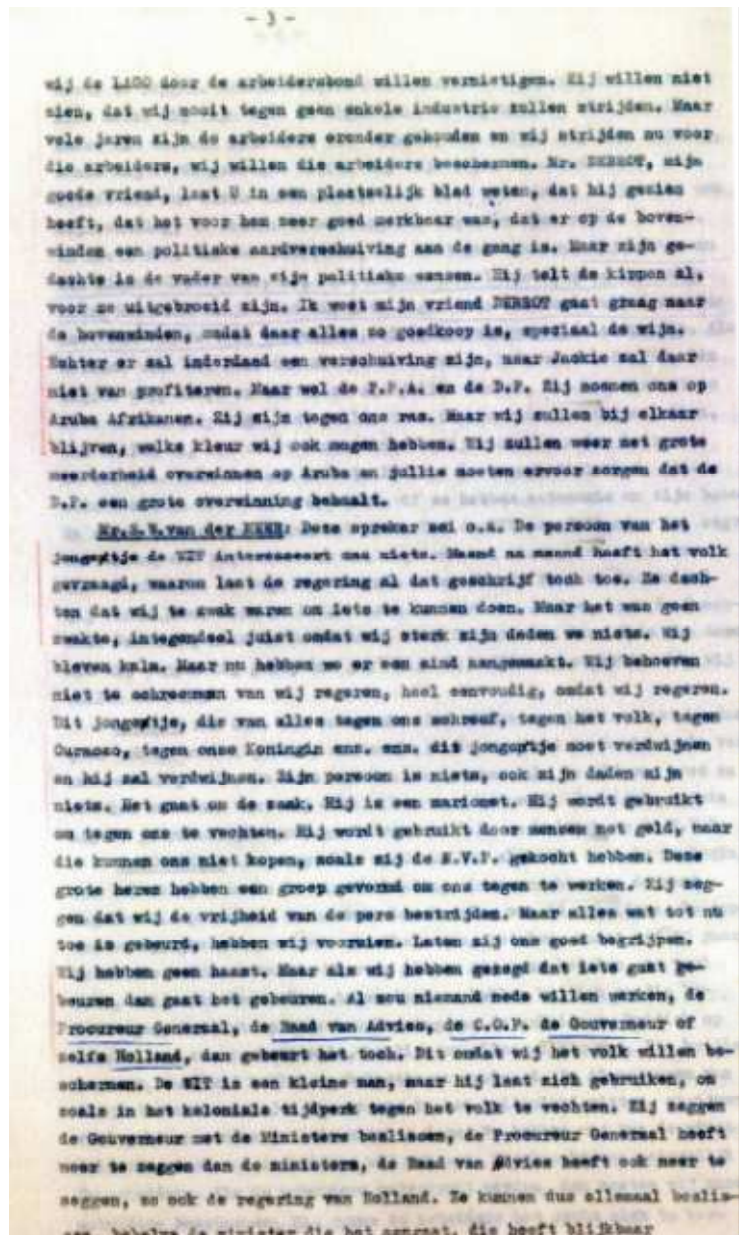 - 3 -
wij de LAGO door de arbeidersbond willen vernietigen. Zij willen niet
zien, dat wij nooit tegen geen enkele industrie zullen strijden. Maar
vele jaren zijn de arbeiders eronder gehouden en wij strijden nu voor
die arbeiders, wij willen die arbeiders beschermen. Mr. DEBROT, mijn
goede vriend, laat U in een plaatselijk blad weten, dat hij gezien
heeft, dat het voor hem zeer goed merkbaar was, dat er op de boven-
winden een politieke aardverschuiving aan de gang is. Maar zijn ge-
dachte is de vader van zijn politieke wensen. Hij telt de kippen al,
voor ze uitgebroeid zijn. Ik weet mijn vriend DEBROT gaat graag naar
de bovenwinden, omdat daar alles zo goedkoop is, speciaal de wijn.
Echter er zal inderdaad een verschuiving zijn, maar Jackie zal daar
niet van profiteren. Maar wel de P.P.A. en de D.P. Zij noemen ons op
Aruba Afrikanen. Zij zijn tegen ons ras. Maar wij zullen bij elkaar
blijven, welke kleur wij ook mogen hebben. Wij zullen weer met grote
meerderheid overwinnen op Aruba en jullie moeten ervoor zorgen dat de
D.P. een grote overwinning behaalt.
Mr.S.W.van der MEER: Deze spreker zei o.a. De persoon van het
jongetje de WIT interesseert ons niets. Maand na maand heeft het volk
gevraagd, waarom laat de regering al dat geschrijf toch toe. Ze dach-
ten dat wij te zwak waren om iets te kunnen doen. Maar het was geen
zwakte, integendeel juist omdat wij sterk zijn deden we niets. Wij
bleven kalm. Maar nu hebben we er een eind aangemaakt. Wij behoeven
niet te schreeuwen van wij regeren, heel eenvoudig, omdat wij regeren.
Dit jongetje, die van alles tegen ons schreef, tegen het volk, tegen
Curacao, tegen onze Koningin enz. enz. dit jongetje moet verdwijnen
en hij zal verdwijnen. Zijn persoon is niets, ook zijn daden zijn
niets. Het gaat om de zaak. Hij is een marionet. Hij wordt gebruikt
om tegen ons te vechten. Hij wordt gebruikt door mensen met geld, maar
die kunnen ons niet kopen, zoals zij de N.V.P. gekocht hebben. Deze
grote heren hebben een groep gevormd om ons tegen te werken. Zij zeg-
gen dat wij de vrijheid van de pers bestrijden. Maar alles wat tot nu
toe is gebeurd, hebben wij voorzien. Laten zij ons goed begrijpen.
Wij hebben geen haast. Maar als wij hebben gezegd dat iets gaat ge-
beuren dan gaat het gebeuren. Al zou niemand mede willen werken, de
Procureur Generaal, de Raad van Advies, de C.O.P. de Gouverneur of
zelfs Holland, dan gebeurt het toch. Dit omdat wij het volk willen be-
schermen. De WIT is een kleine man, maar hij laat zich gebruiken, om
zoals in het koloniale tijdperk tegen het volk te vechten. Zij zeggen
de Gouverneur met de Ministers beslissen, de Procureur Generaal heeft
meer te zeggen dan de ministers, de Raad van Advies heeft ook meer te
zeggen, zo ook de regering van Holland. Ze kunnen dus allemaal beslis-
sen, behalve de minister die het aangaat, die heeft blijkbaar